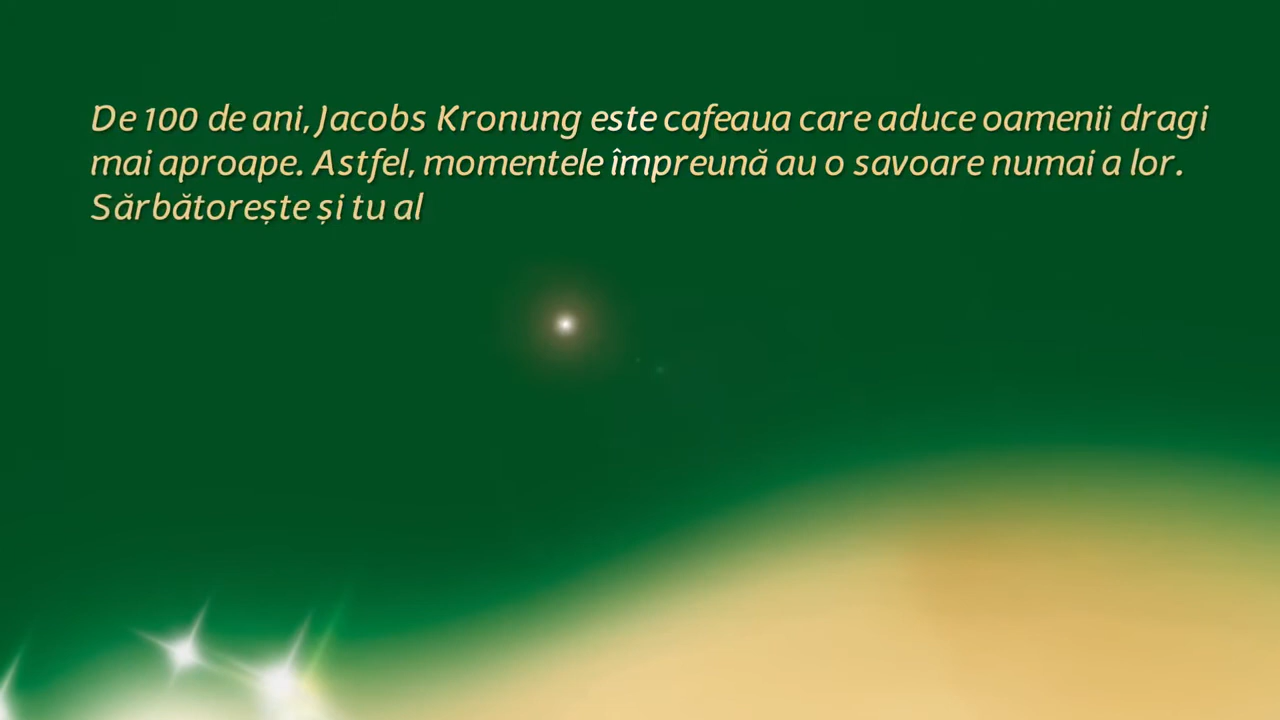 De 100 de ani, Jacobs Kronung este cafeaua care aduce oamenii dragi
mai aproape. Astfel, momentele împreună au o savoare numai a lor.
Sărbătorește și tu al